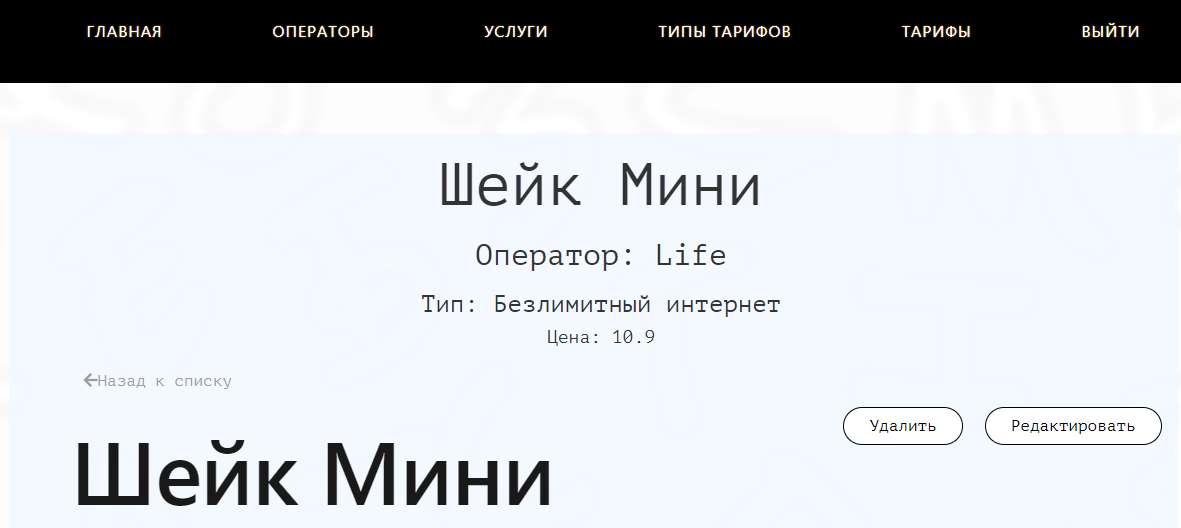 ГЛАВНАЯ ОПЕРАТОРЫ УСЛУГИ ТИПЫ ТАРИФОВ ТАРИФЫ ВЫЙТИ
Шейк Мини
Оператор: Life
Тип: Безлимитный интернет
Цена: 10.9
Назад к списку
Удалить Редактировать
Шейк Мини